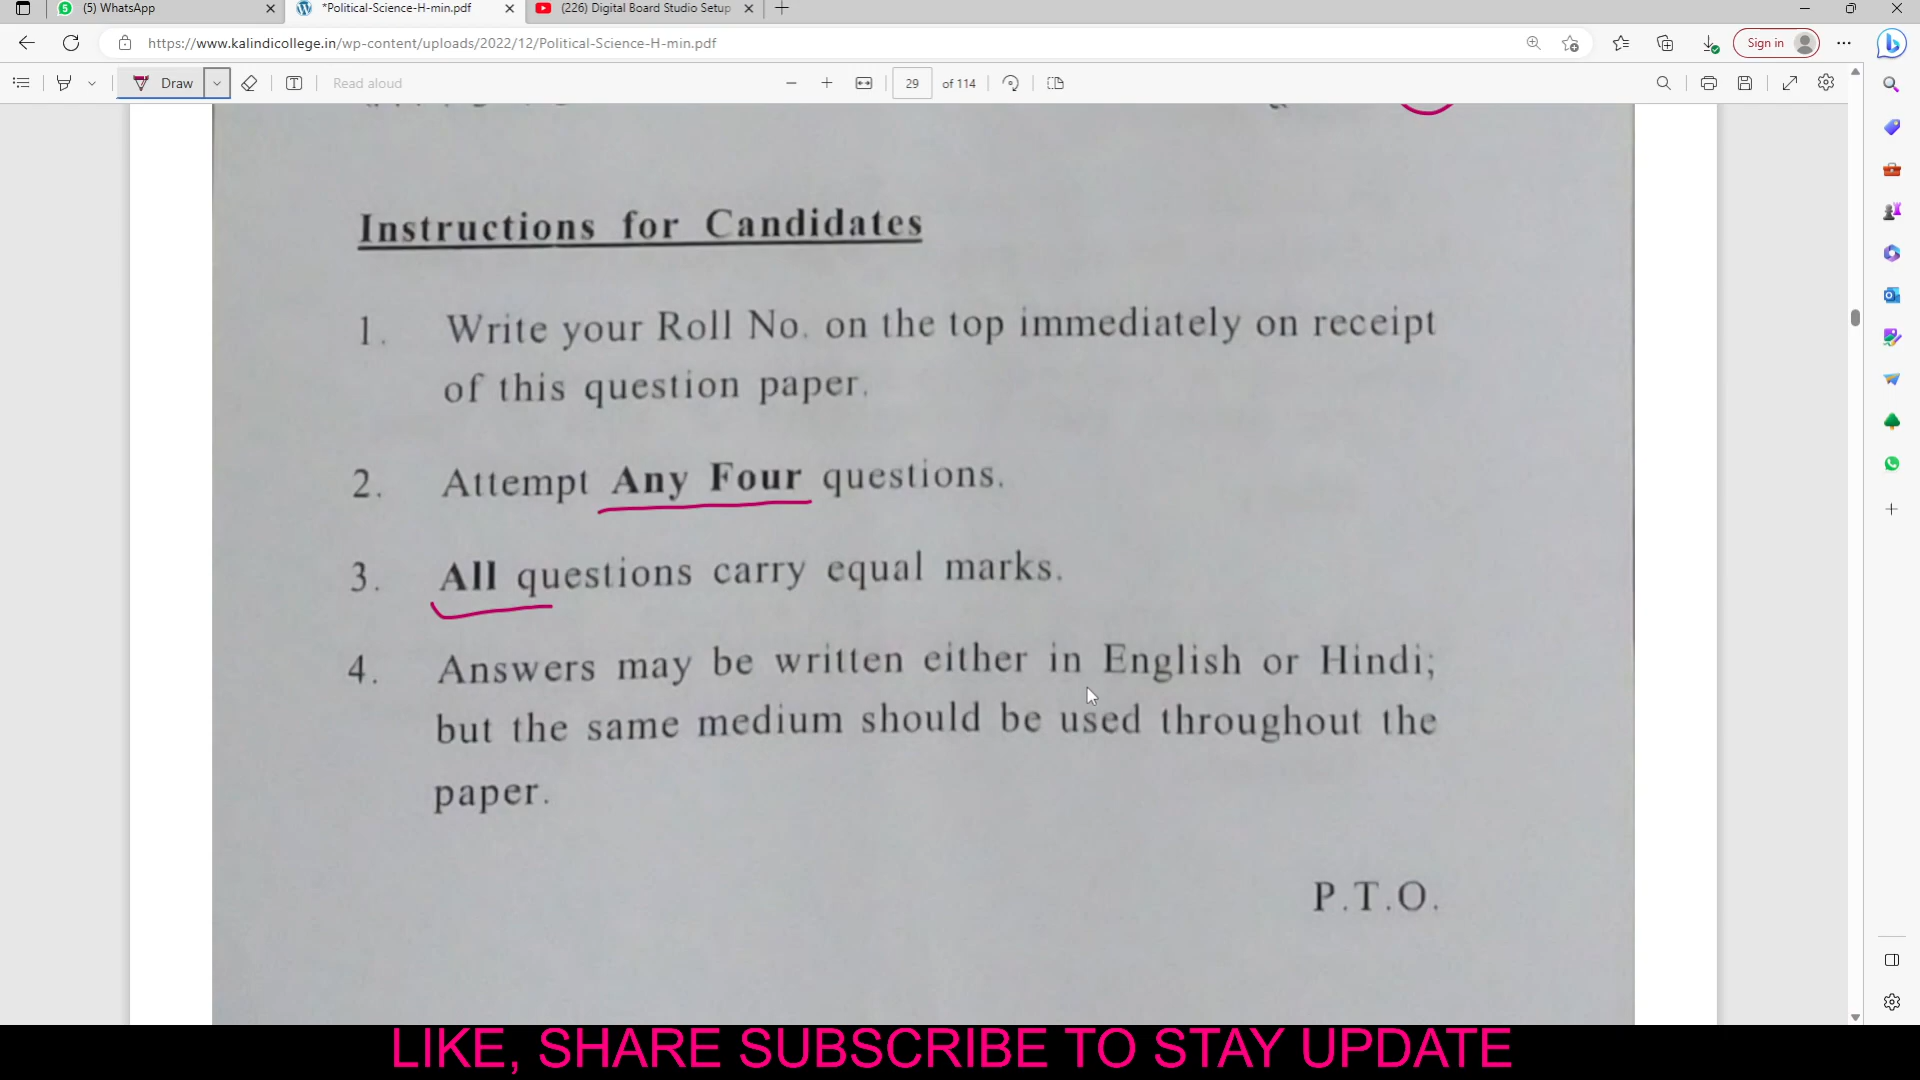 (5) WhatsApp
*Political-Science-H-min.pdf
(226) Digital Board Studio Setup
https://www.kalindicollege.in/wp-content/uploads/2022/12/Political-Science-H-min.pdf
Sign in
Draw
Read aloud
29 of 114
Instructions for Candidates
1. Write your Roll No. on the top immediately on receipt
of this question paper.
2. Attempt Any Four questions.
3. All questions carry equal marks.
4. Answers may be written either in English or Hindi;
but the same medium should be used throughout the
paper.
P.T.O.
LIKE, SHARE SUBSCRIBE TO STAY UPDATE